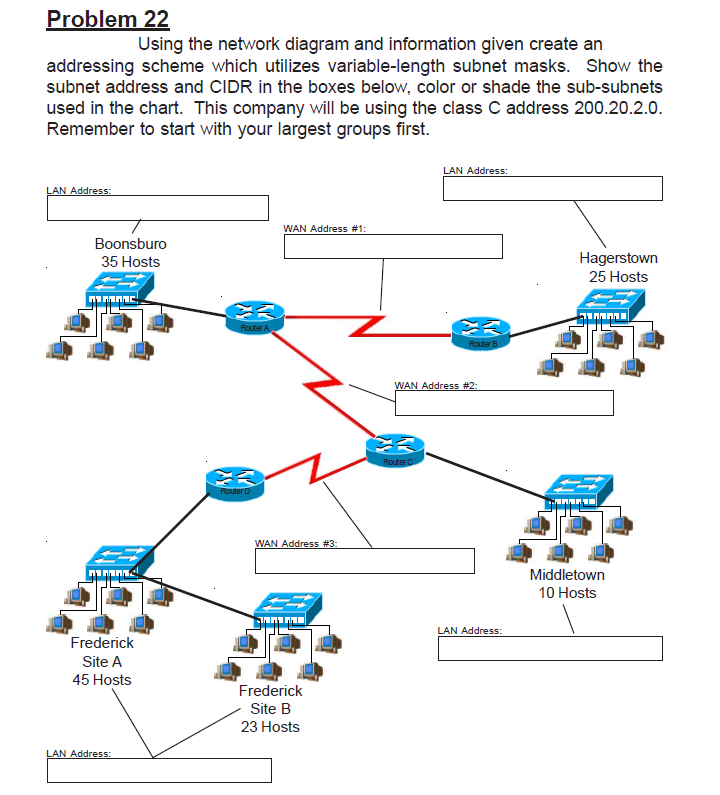 Problem 22
Using the network diagram and information given create an
addressing scheme which utilizes variable-length subnet masks. Show the
subnet address and CIDR in the boxes below, color or shade the sub-subnets
used in the chart. This company will be using the class C address 200.20.2.0.
Remember to start with your largest groups first.
LAN Address:
LAN Address:
WAN Address #1:
Boonsburo
35 Hosts
Hagerstown
25 Hosts
Router A
Router B
WAN Address #2:
Router C
Router D
WAN Address #3:
Middletown
10 Hosts
LAN Address:
Frederick
Site A
45 Hosts
Frederick
Site B
23 Hosts
LAN Address: